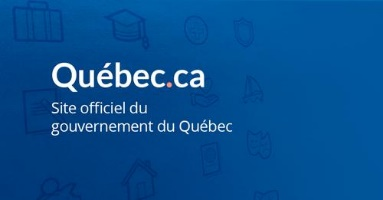 Québec.ca
Site officiel du
gouvernement du Québec